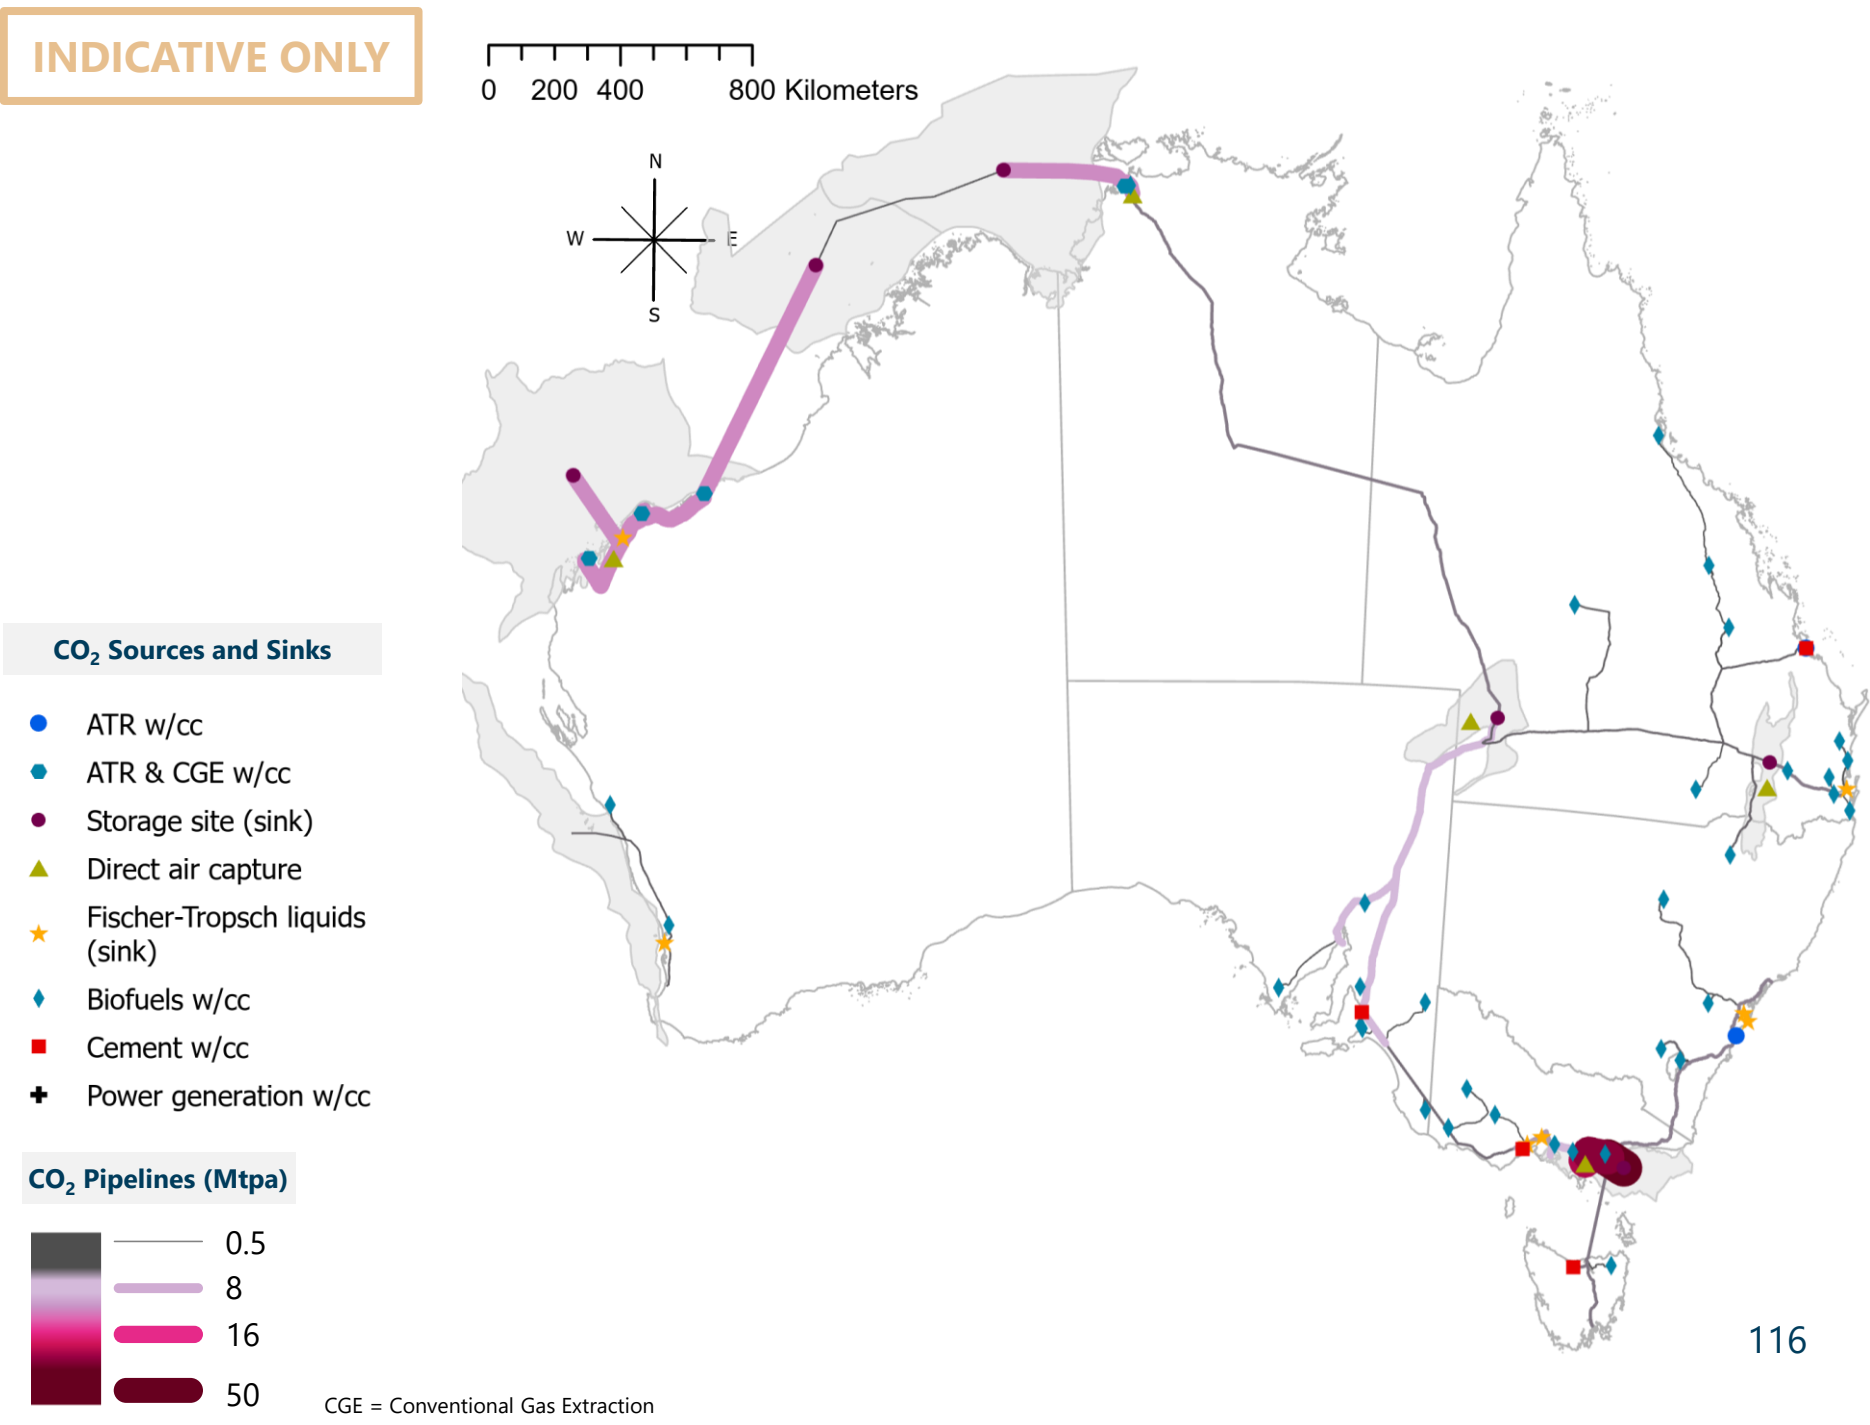 INDICATIVE ONLY
0 200 400 800 Kilometers
N
W E
S
CO₂ Sources and Sinks
ATR w/cc
ATR & CGE w/cc
Storage site (sink)
Direct air capture
Fischer-Tropsch liquids
(sink)
Biofuels w/cc
Cement w/cc
Power generation w/cc
CO₂ Pipelines (Mtpa)
0.5
8
16
50
CGE = Conventional Gas Extraction
116